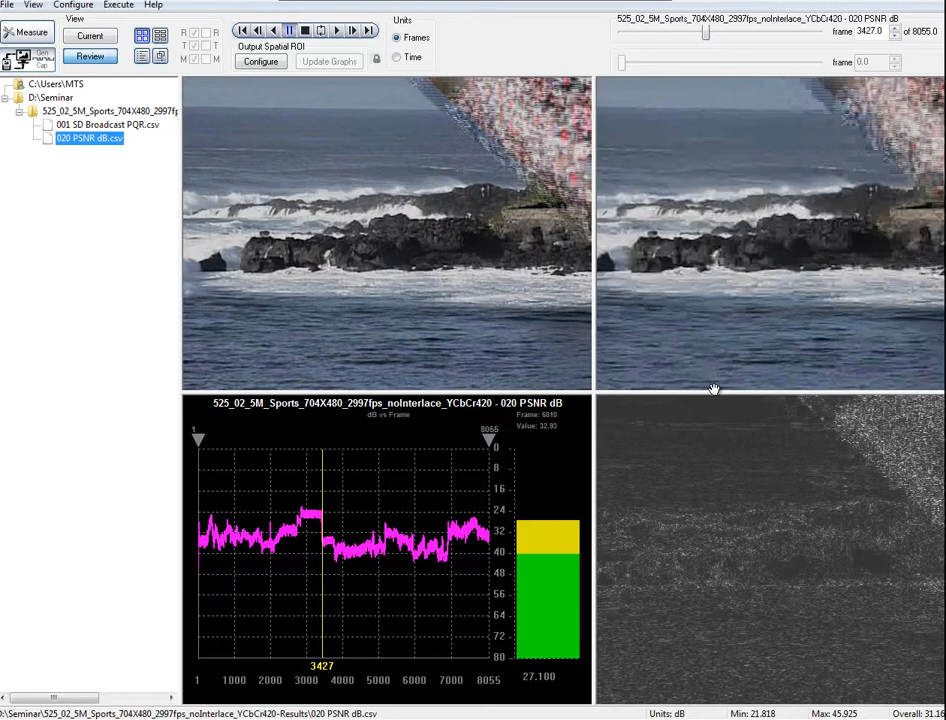 File View Configure Execute Help
Measure
View
Current
Review
Gen
Cap
R R
T T
M M
Output Spatial ROI
Configure
Update Graphs
Units
Frames
Time
525_02_5M_Sports_704X480_2997fps_noInterlace_YCbCr420 - 020 PSNR dB
frame 3427.0 of 8055.0
frame 0.0
C:\Users\MTS
D:\Seminar
525_02_5M_Sports_704X480_2997fp
001 SD Broadcast PQR.csv
020 PSNR dB.csv
525_02_5M_Sports_704X480_2997fps_noInterlace_YCbCr420 - 020 PSNR dB
dB vs Frame
Frame: 6810
Value: 32.93
1
8055
0
8
16
24
32
40
48
56
64
72
80
3427
1 1000 2000 3000 4000 5000 6000 7000 8055
27.100
D:\Seminar\525_02_5M_Sports_704X480_2997fps_noInterlace_YCbCr420-Results\020 PSNR dB.csv
Units: dB
Min: 21.818
Max: 45.925
Overall: 31.16